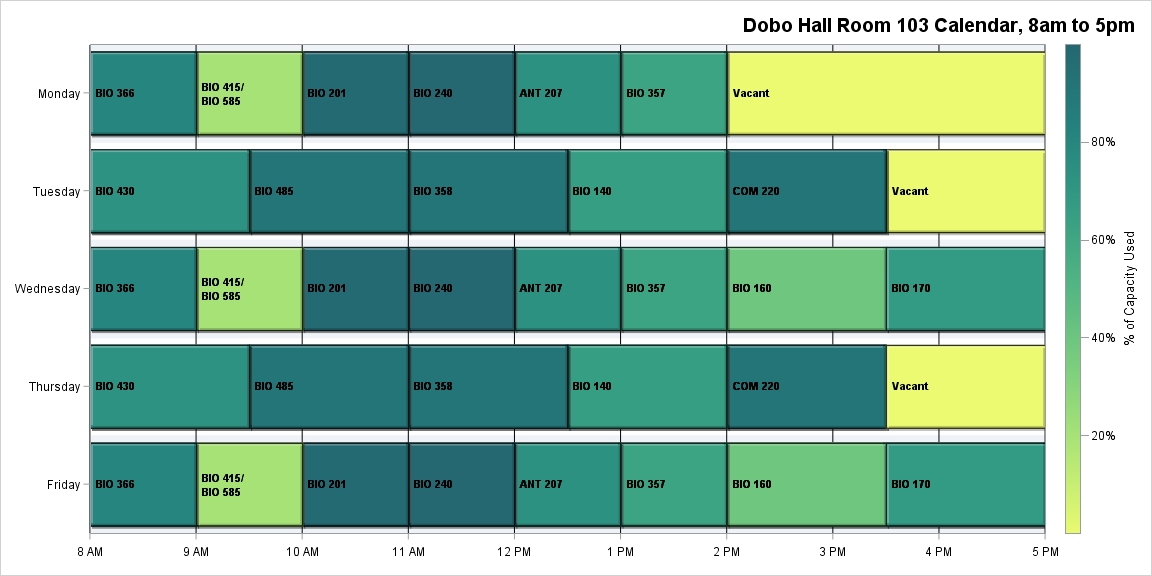 Dobo Hall Room 103 Calendar, 8am to 5pm
Monday
BIO 366
BIO 415/
BIO 585
BIO 201
BIO 240
ANT 207
BIO 357
Vacant
Tuesday
BIO 430
BIO 485
BIO 358
BIO 140
COM 220
Vacant
Wednesday
BIO 366
BIO 415/
BIO 585
BIO 201
BIO 240
ANT 207
BIO 357
BIO 160
BIO 170
Thursday
BIO 430
BIO 485
BIO 358
BIO 140
COM 220
Vacant
Friday
BIO 366
BIO 415/
BIO 585
BIO 201
BIO 240
ANT 207
BIO 357
BIO 160
BIO 170
8 AM
9 AM
10 AM
11 AM
12 PM
1 PM
2 PM
3 PM
4 PM
5 PM
80%
60%
40%
20%
% of Capacity Used